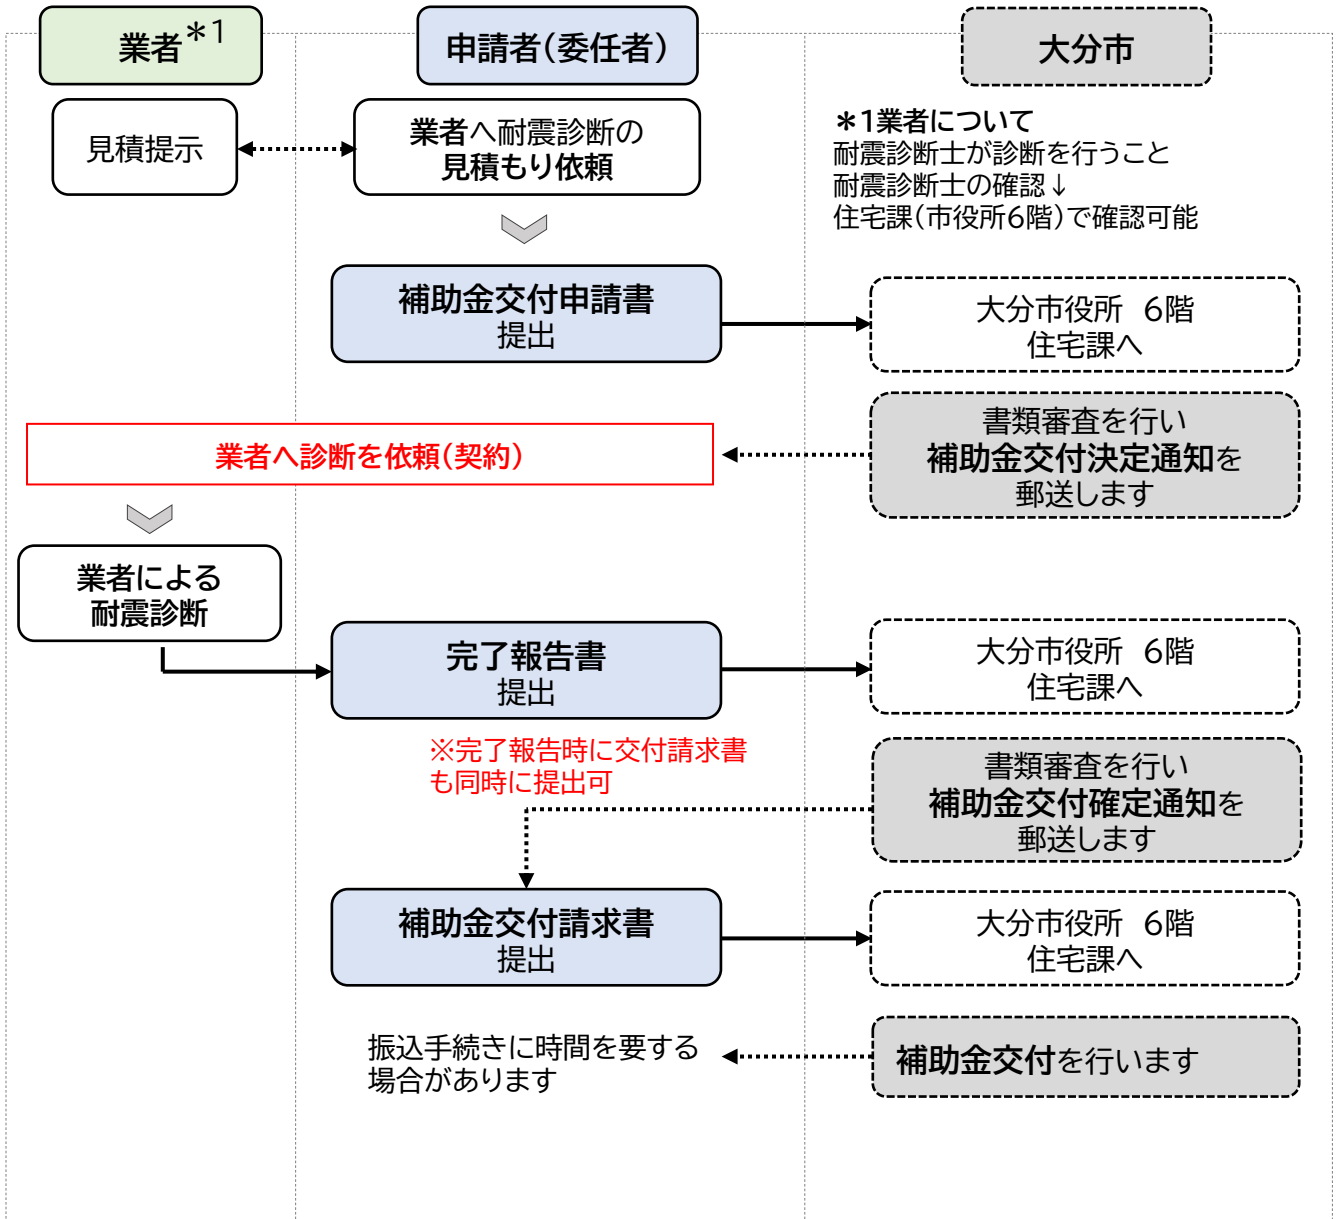 業者*1
申請者(委任者)
大分市
見積提示
業者へ耐震診断の
見積もり依頼
*1業者について
耐震診断士が診断を行うこと
耐震診断士の確認↓
住宅課(市役所6階)で確認可能
補助金交付申請書
提出
大分市役所 6階
住宅課へ
書類審査を行い
補助金交付決定通知を
郵送します
業者へ診断を依頼(契約)
業者による
耐震診断
完了報告書
提出
大分市役所 6階
住宅課へ
※完了報告時に交付請求書
も同時に提出可
書類審査を行い
補助金交付確定通知を
郵送します
補助金交付請求書
提出
大分市役所 6階
住宅課へ
振込手続きに時間を要する
場合があります
補助金交付を行います